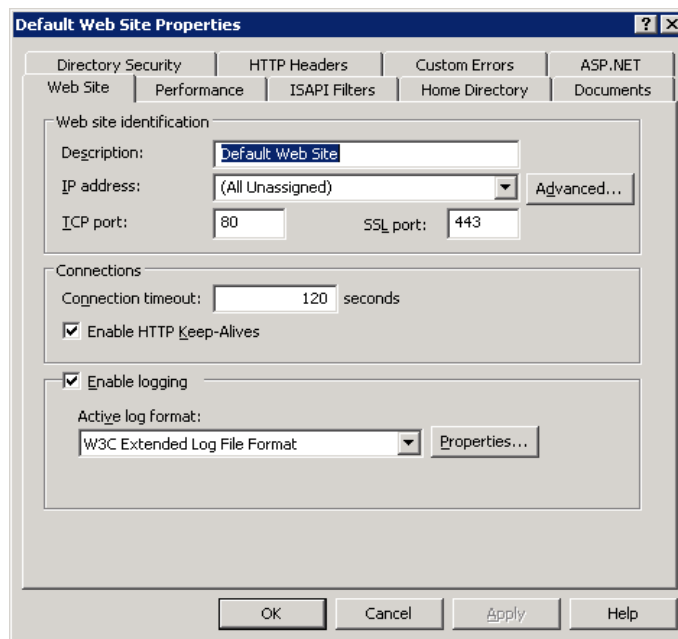 Default Web Site Properties ? X
Directory Security HTTP Headers Custom Errors ASP.NET
Web Site Performance ISAPI Filters Home Directory Documents
Web site identification
Description: Default Web Site
IP address: (All Unassigned) Advanced...
TCP port: 80 SSL port: 443
Connections
Connection timeout: 120 seconds
Enable HTTP Keep-Alives
Enable logging
Active log format:
W3C Extended Log File Format Properties...
OK Cancel Apply Help